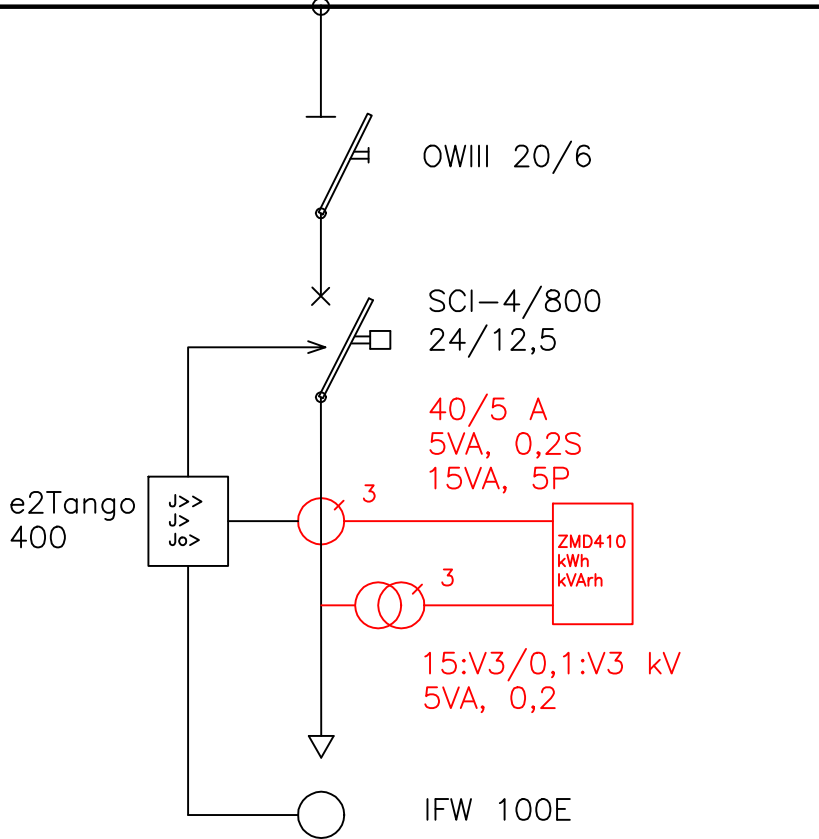 OWIII 20/6
SCI-4/800
24/12,5
40/5 A
5VA, 0,2S
15VA, 5P
3
e2Tango
400
J>>
J>
Jo>
ZMD410
kWh
kVArh
3
15:V3/0,1:V3 kV
5VA, 0,2
IFW 100E